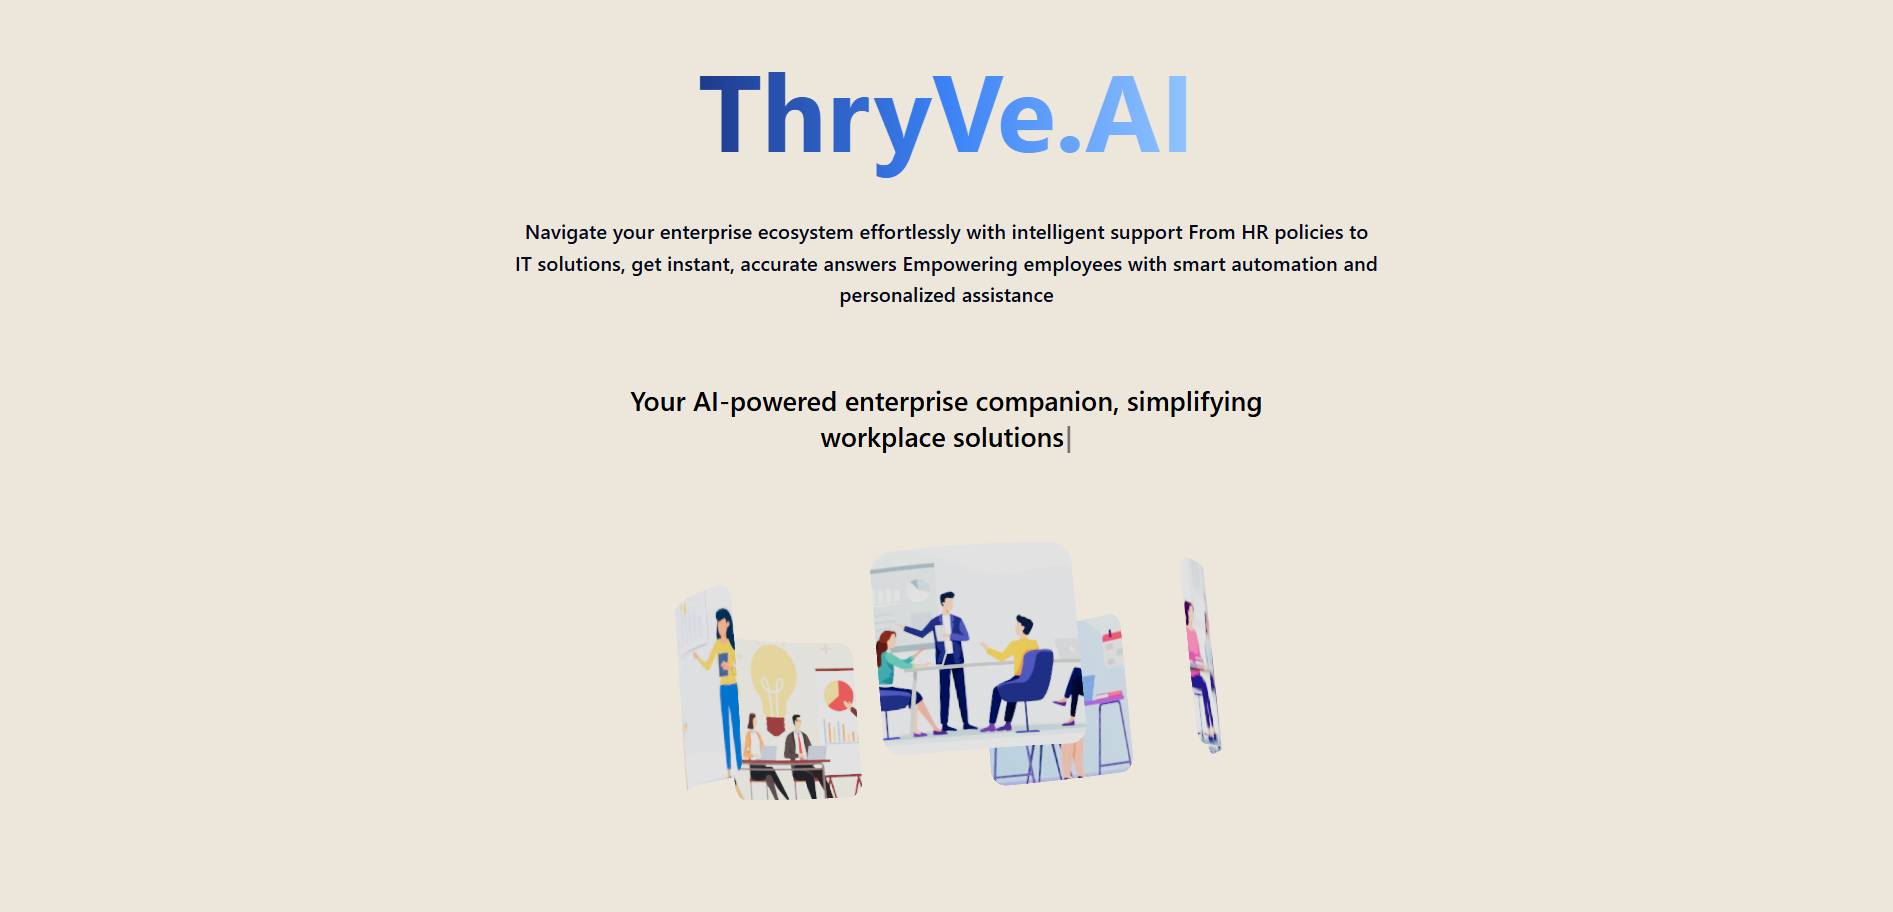 ThryVe.AI
Navigate your enterprise ecosystem effortlessly with intelligent support From HR policies to
IT solutions, get instant, accurate answers Empowering employees with smart automation and
personalized assistance
Your AI-powered enterprise companion, simplifying
workplace solutions|